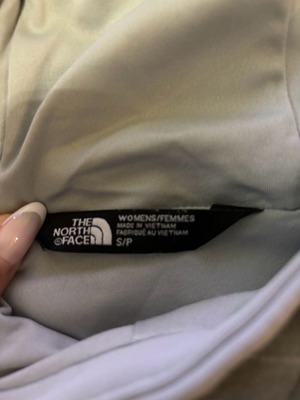 THE
NORTH
FACE
WOMENS/FEMMES
MADE IN VIETNAM
FABRIQUÉ AU VIETNAM
S/P